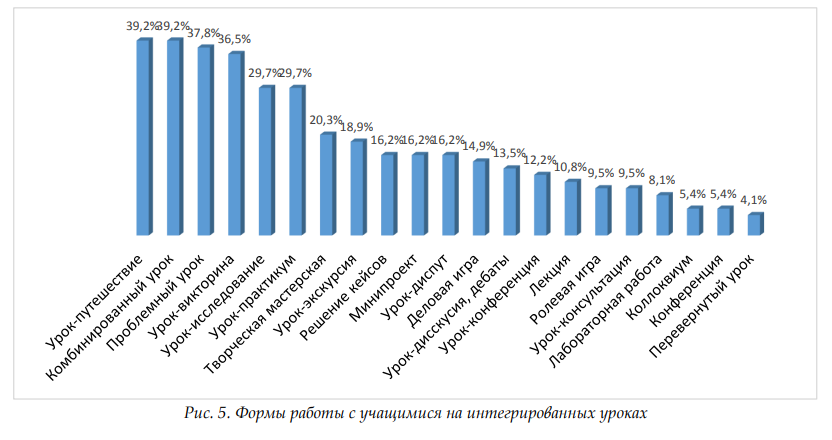 39,2%
39,2%
37,8%
36,5%
29,7%
29,7%
20,3%
18,9%
16,2%
16,2%
16,2%
14,9%
13,5%
12,2%
10,8%
9,5%
9,5%
8,1%
5,4%
5,4%
4,1%
Урок-путешествие
Комбинированный урок
Проблемный урок
Урок-викторина
Урок-исследование
Урок-практикум
Творческая мастерская
Урок-экскурсия
Решение кейсов
Минипроект
Урок-диспут
Деловая игра
Урок-дисскусия, дебаты
Урок-конференция
Лекция
Ролевая игра
Урок-консультация
Лабораторная работа
Коллоквиум
Конференция
Перевернутый урок
Рис. 5. Формы работы с учащимися на интегрированных уроках